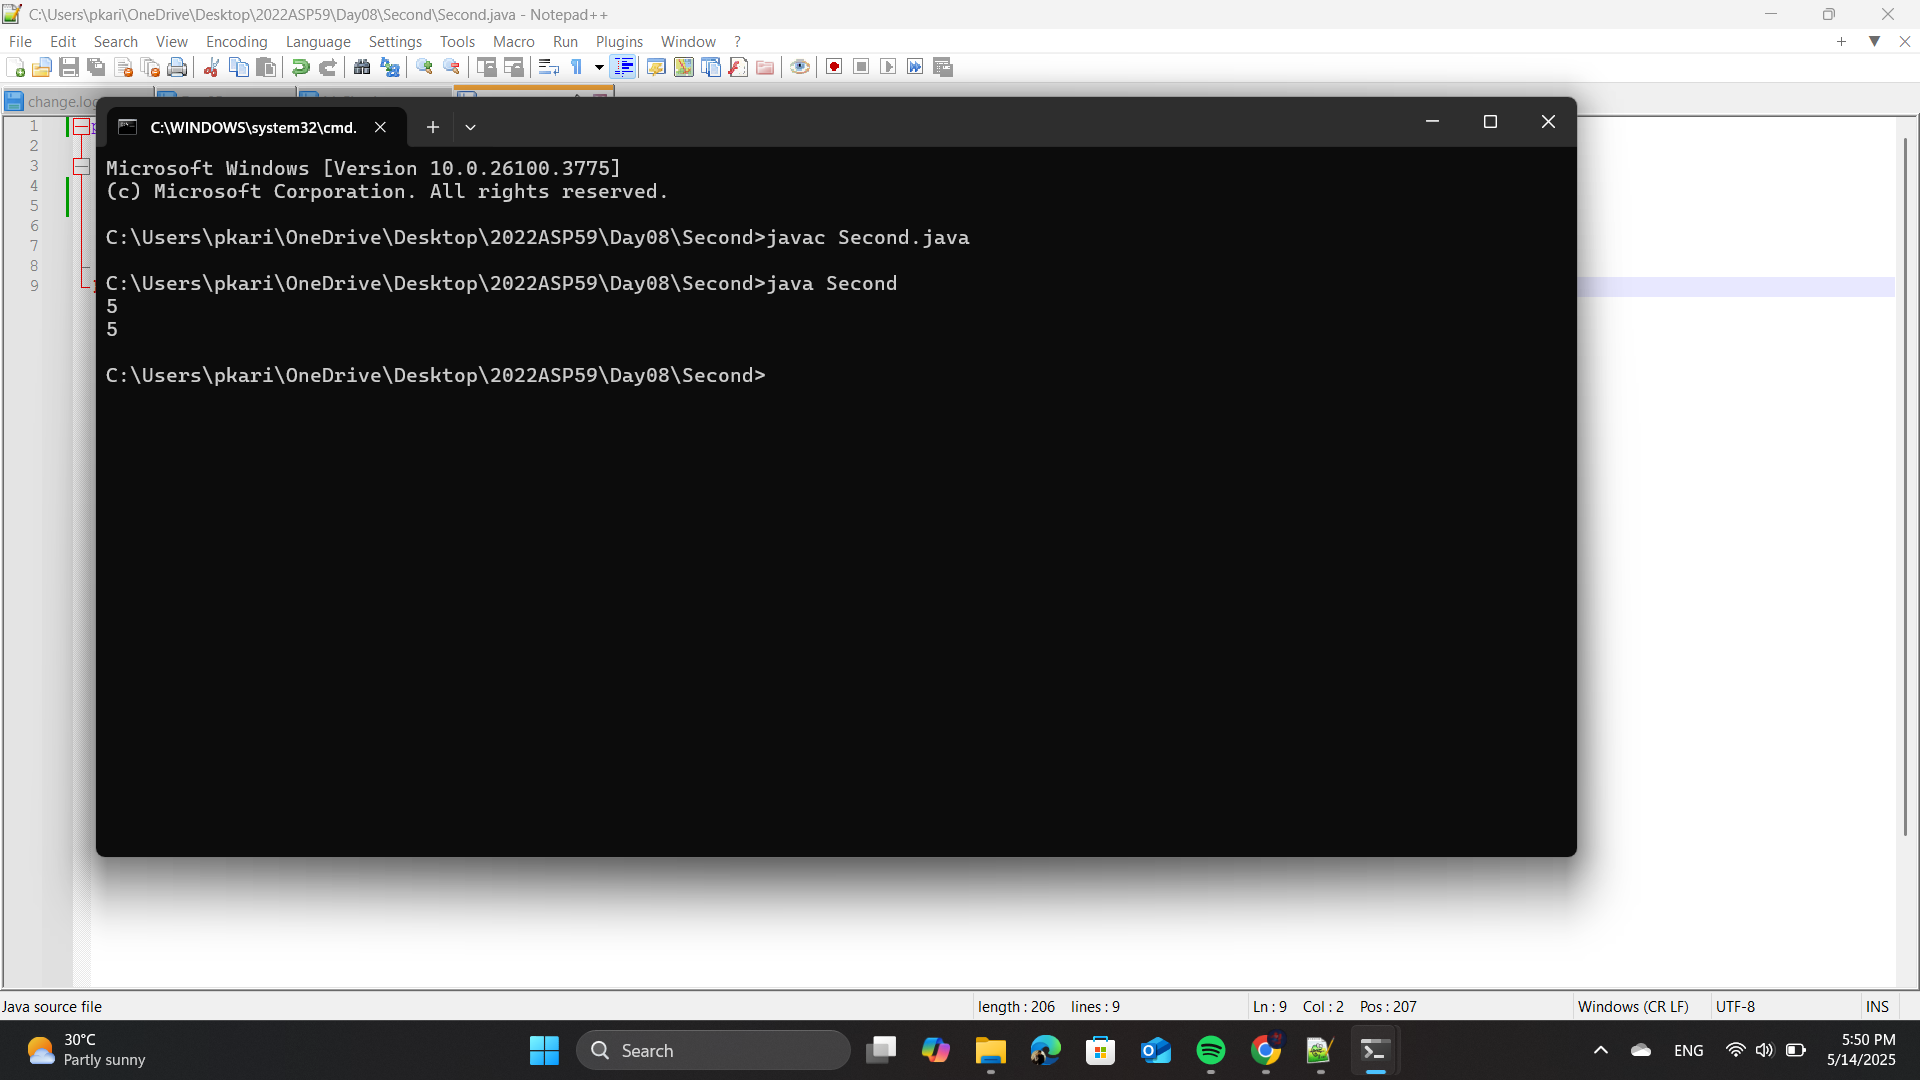 C:\Users\pkari\OneDrive\Desktop\2022ASP59\Day08\Second\Second.java - Notepad++
File Edit Search View Encoding Language Settings Tools Macro Run Plugins Window ?
change.log
C:\WINDOWS\system32\cmd.
1
2
3
4
5
6
7
8
9
Microsoft Windows [Version 10.0.26100.3775]
(c) Microsoft Corporation. All rights reserved.
C:\Users\pkari\OneDrive\Desktop\2022ASP59\Day08\Second>javac Second.java
C:\Users\pkari\OneDrive\Desktop\2022ASP59\Day08\Second>java Second
5
5
C:\Users\pkari\OneDrive\Desktop\2022ASP59\Day08\Second>
Java source file length : 206 lines : 9 Ln : 9 Col : 2 Pos : 207 Windows (CR LF) UTF-8 INS
30°C
Partly sunny
Search
ENG
5:50 PM
5/14/2025